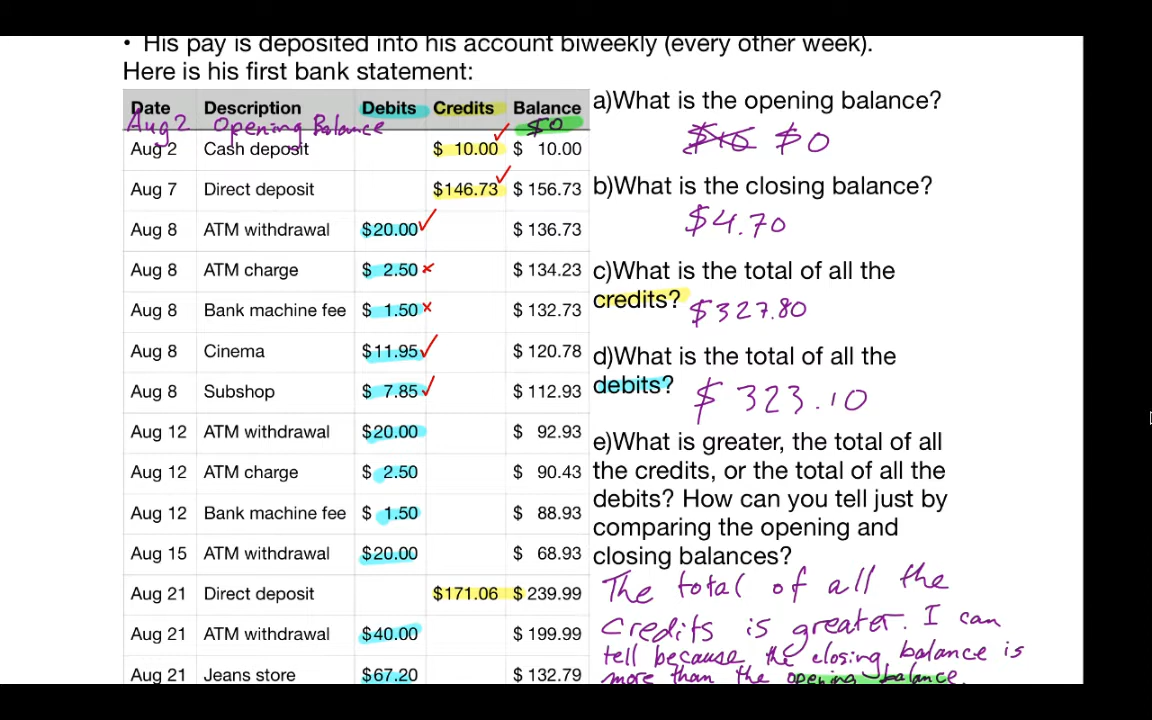 • His pay is deposited into his account biweekly (every other week).
Here is his first bank statement:
Date Description Debits Credits Balance
Aug 2 Opening Balance $0
Aug 2 Cash deposit $ 10.00 $ 10.00
Aug 7 Direct deposit $146.73 $ 156.73
Aug 8 ATM withdrawal $20.00 $ 136.73
Aug 8 ATM charge $ 2.50 $ 134.23
Aug 8 Bank machine fee $ 1.50 $ 132.73
Aug 8 Cinema $11.95 $ 120.78
Aug 8 Subshop $ 7.85 $ 112.93
Aug 12 ATM withdrawal $20.00 $ 92.93
Aug 12 ATM charge $ 2.50 $ 90.43
Aug 12 Bank machine fee $ 1.50 $ 88.93
Aug 15 ATM withdrawal $20.00 $ 68.93
Aug 21 Direct deposit $171.06 $ 239.99
Aug 21 ATM withdrawal $40.00 $ 199.99
Aug 21 Jeans store $67.20 $ 132.79
a)What is the opening balance?
$10 $0
b)What is the closing balance?
$4.70
c)What is the total of all the
credits? $327.80
d)What is the total of all the
debits? $323.10
e)What is greater, the total of all
the credits, or the total of all the
debits? How can you tell just by
comparing the opening and
closing balances?
The total of all the
credits is greater. I can
tell because the closing balance is
more than the opening balance.